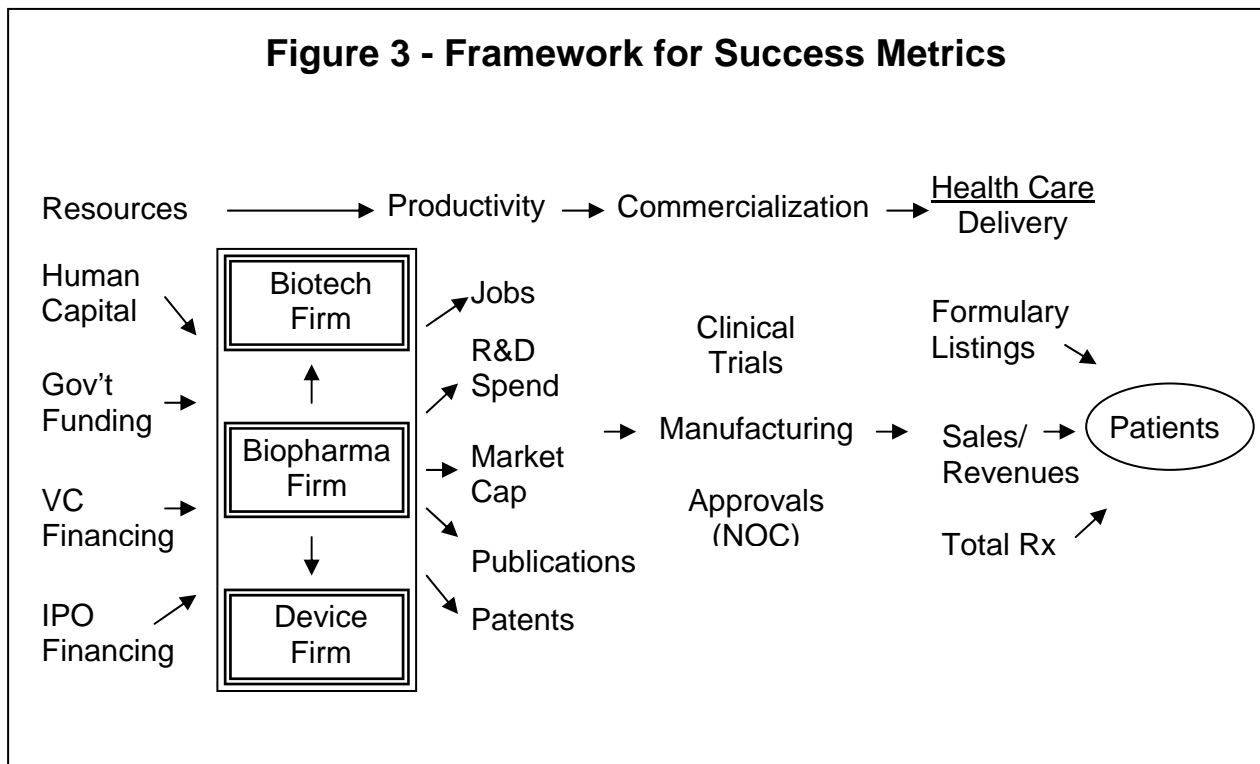 Figure 3 - Framework for Success Metrics
Resources
Productivity
Commercialization
Health Care
Delivery
Human
Capital
Gov't
Funding
VC
Financing
IPO
Financing
Biotech
Firm
Biopharma
Firm
Device
Firm
Jobs
R&D
Spend
Market
Cap
Publications
Patents
Clinical
Trials
Manufacturing
Approvals
(NOC)
Formulary
Listings
Sales/
Revenues
Total Rx
Patients